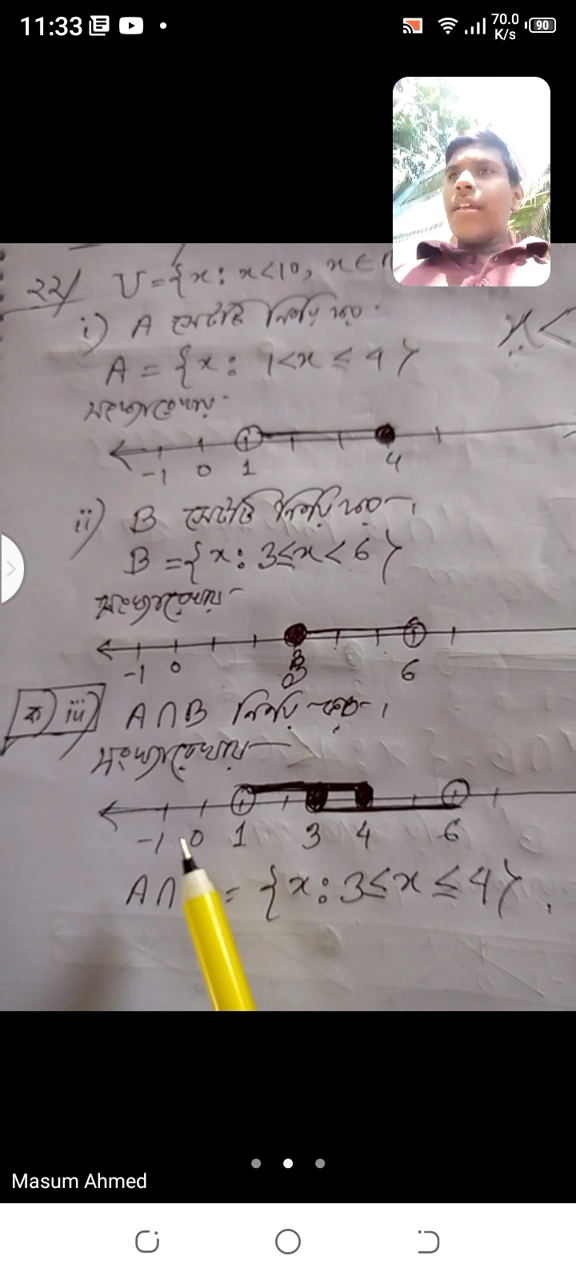 11:33
70.0 K/s
90
২২/ U={x: x<10, x∈
i) A সেটটি নির্ণয় কর।
x<
A = {x: 1<x≤4}
সংখ্যারেখায়-
-1 0 1 4
ii) B সেটটি নির্ণয় কর-।
B={x: 3≤x<6}
সংখ্যারেখায়-
-1 0 3 6
ক) iii) A∩B নির্ণয় কর-।
সংখ্যারেখায়-
-1 0 1 3 4 6
A∩ = {x:3≤x≤4}.
Masum Ahmed